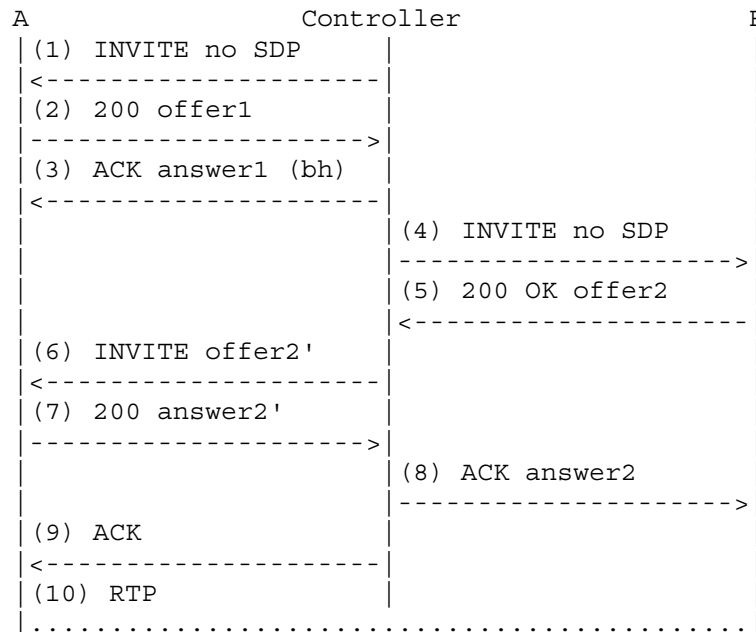 A Controller
(1) INVITE no SDP
(2) 200 offer1
(3) ACK answer1 (bh)
(4) INVITE no SDP
(5) 200 OK offer2
(6) INVITE offer2'
(7) 200 answer2'
(8) ACK answer2
(9) ACK
(10) RTP